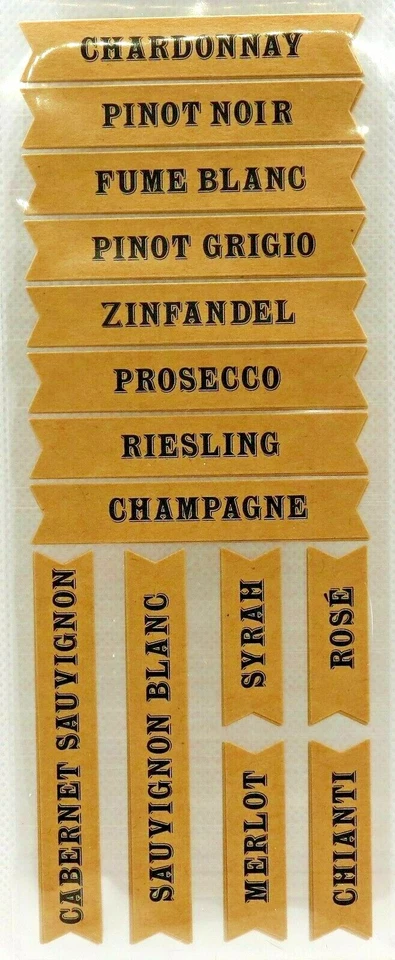 CHARDONNAY
PINOT NOIR
FUME BLANC
PINOT GRIGIO
ZINFANDEL
PROSECCO
RIESLING
CHAMPAGNE
CABERNET SAUVIGNON
SAUVIGNON BLANC
SYRAH
ROSÉ
MERLOT
CHIANTI